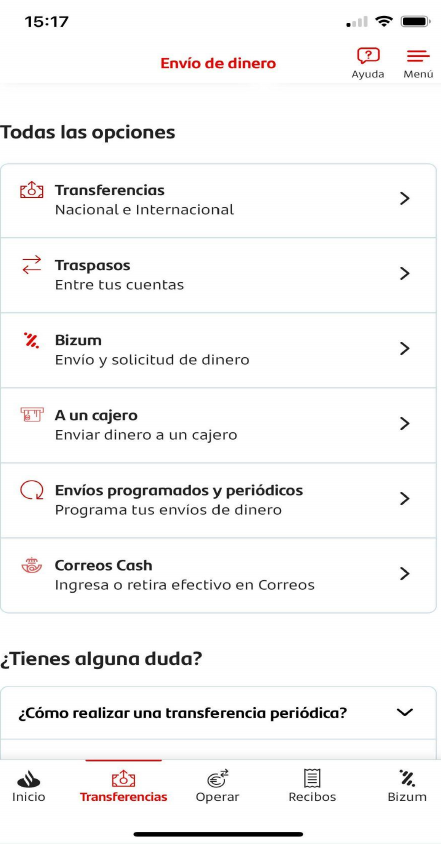 15:17
Envío de dinero
Ayuda
Menú
Todas las opciones
Transferencias
Nacional e Internacional
Traspasos
Entre tus cuentas
Bizum
Envío y solicitud de dinero
A un cajero
Enviar dinero a un cajero
Envíos programados y periódicos
Programa tus envíos de dinero
Correos Cash
Ingresa o retira efectivo en Correos
¿Tienes alguna duda?
¿Cómo realizar una transferencia periódica?
Inicio
Transferencias
Operar
Recibos
Bizum